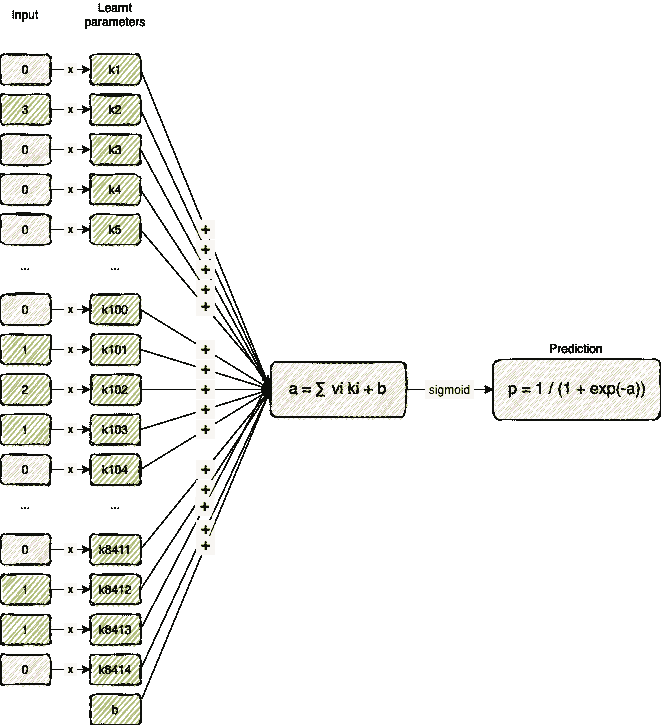 Input
Learnt
parameters
0 x k1
3 x k2
0 x k3
0 x k4
0 x k5
... ...
0 x k100
1 x k101
2 x k102
1 x k103
0 x k104
... ...
0 x k8411
1 x k8412
1 x k8413
0 x k8414
b
+
+
+
+
+
+
+
+
+
+
+
+
+
+
a = ∑ vi ki + b
sigmoid
Prediction
p = 1 / (1 + exp(-a))